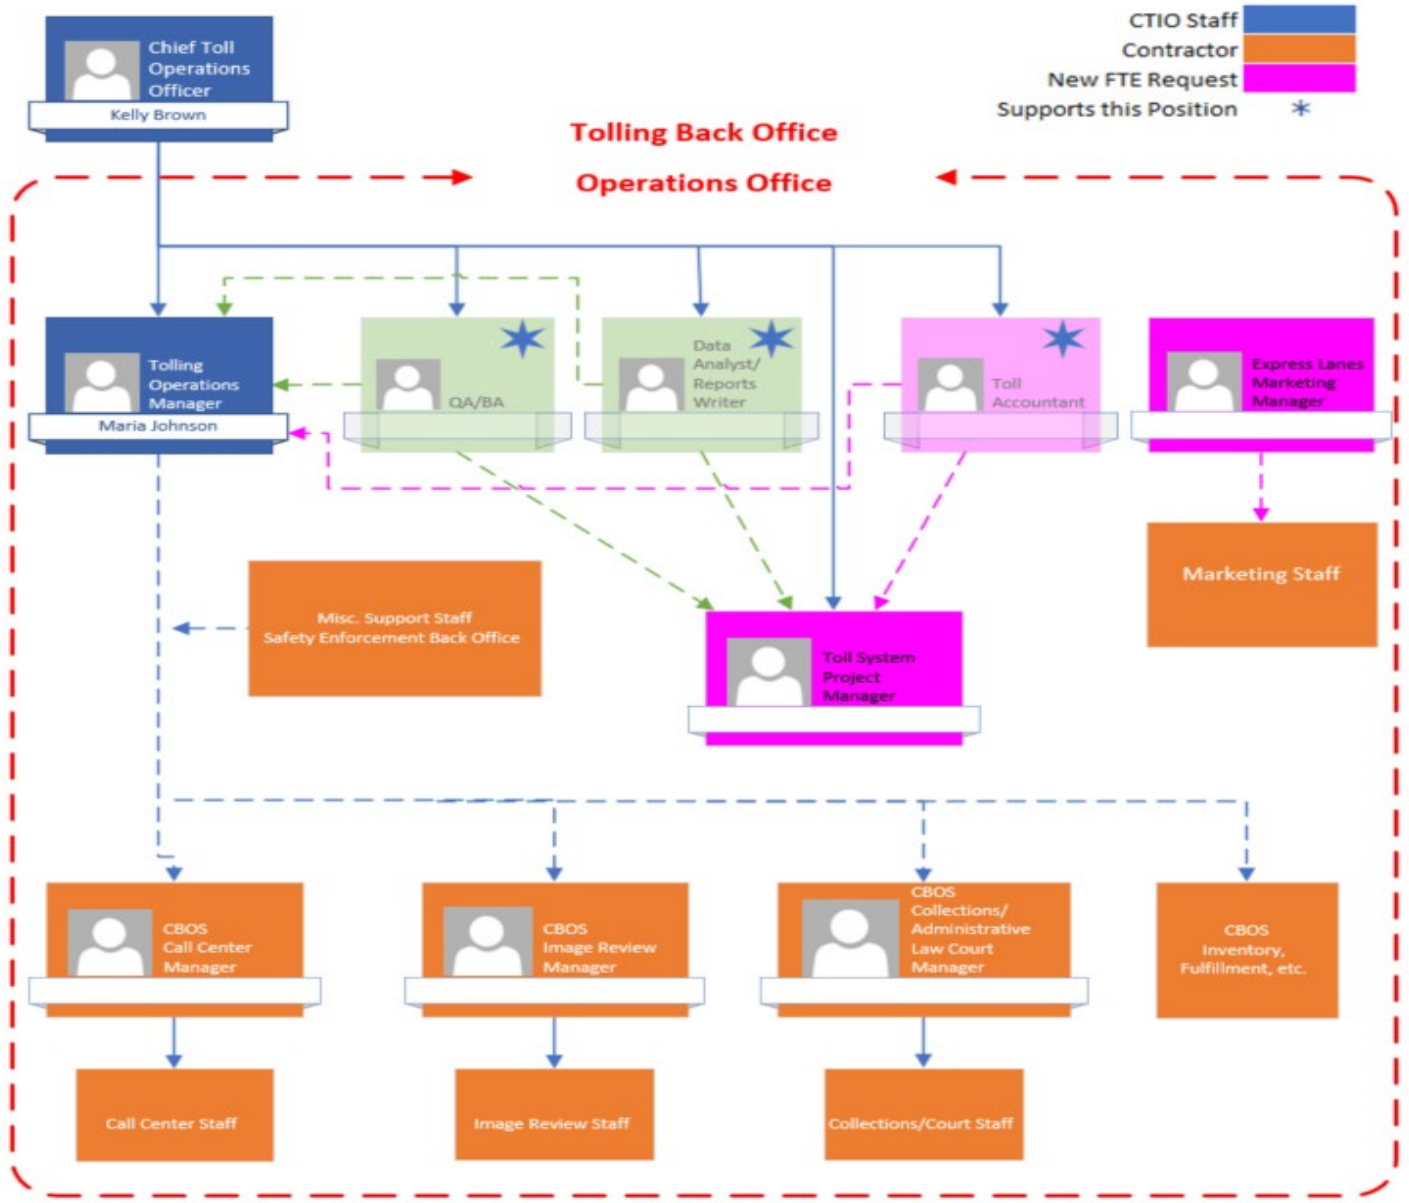 Chief Toll
Operations
Officer
Kelly Brown
CTIO Staff
Contractor
New FTE Request
Supports this Position
Tolling Back Office
Operations Office
Tolling
Operations
Manager
Maria Johnson
QA/BA
Data
Analyst/
Reports
Writer
Toll
Accountant
Express Lanes
Marketing
Manager
Marketing Staff
Misc. Support Staff
Safety Enforcement Back Office
Toll System
Project
Manager
CBOS
Call Center
Manager
CBOS
Image Review
Manager
CBOS
Collections/
Administrative
Law Court
Manager
CBOS
Inventory,
Fulfillment, etc.
Call Center Staff
Image Review Staff
Collections/Court Staff